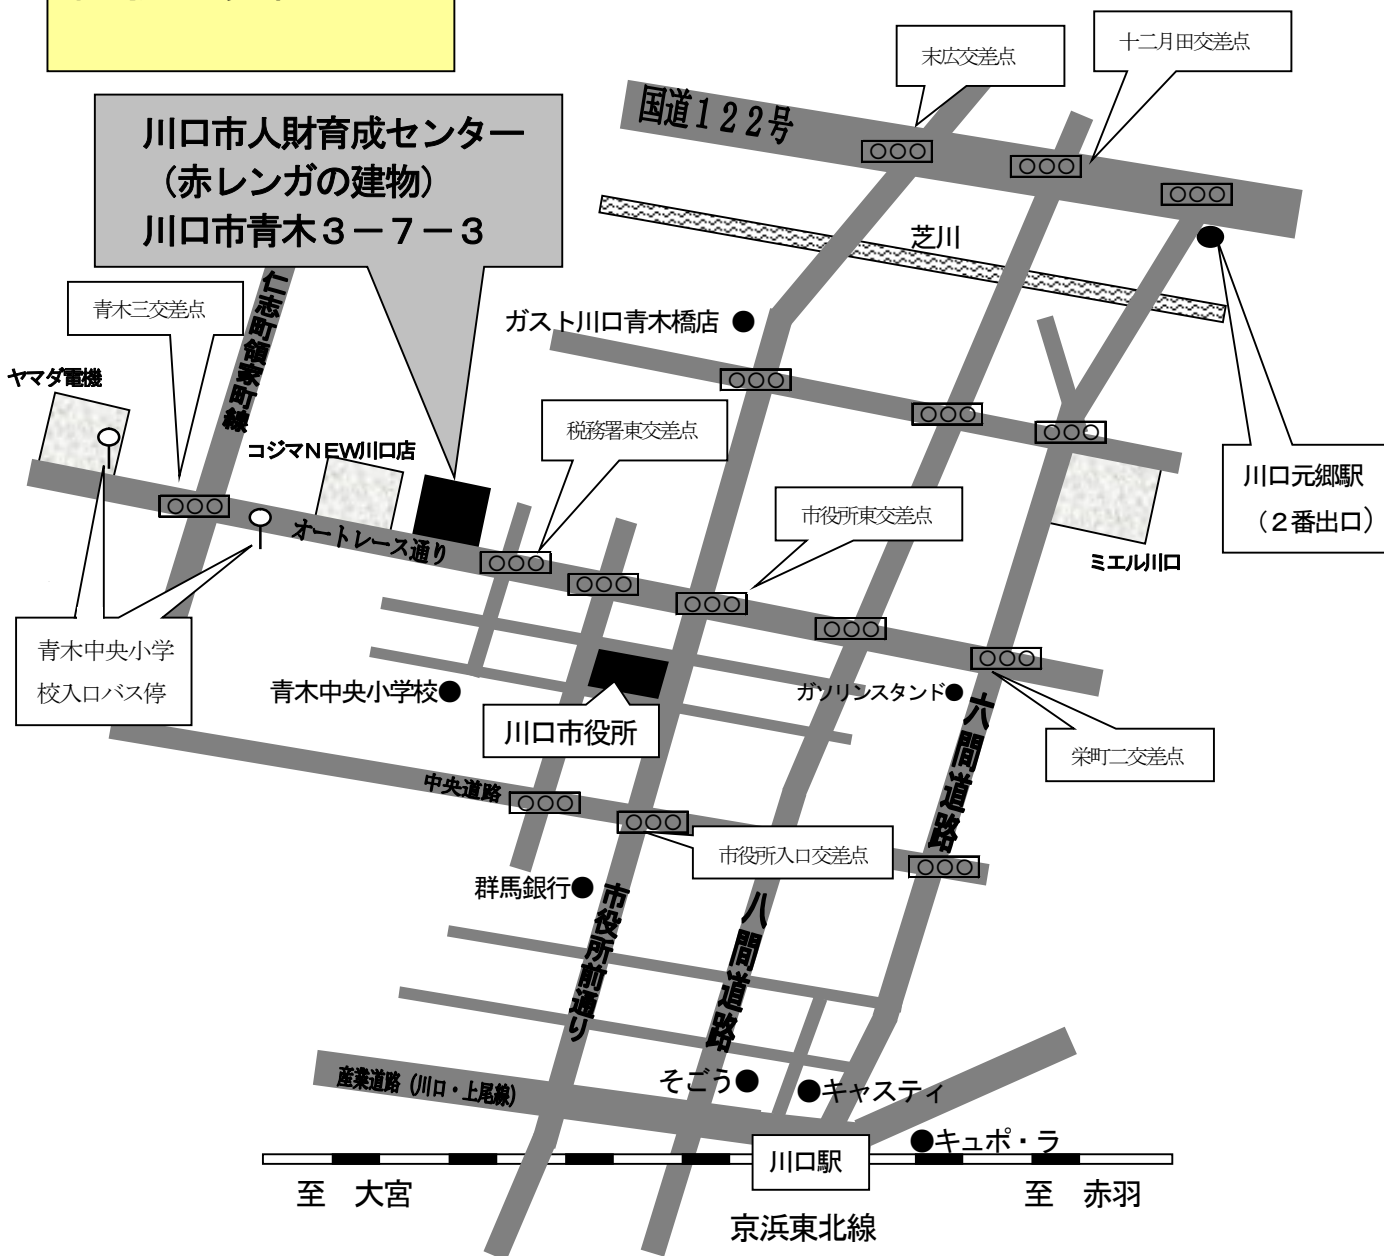 末広交差点
十二月田交差点
国道１２２号
川口市人財育成センター
（赤レンガの建物）
川口市青木３－７－３
芝川
仁志町領家町線
青木三交差点
ガスト川口青木橋店
ヤマダ電機
コジマＮＥＷ川口店
税務署東交差点
川口元郷駅
（２番出口）
市役所東交差点
オートレース通り
ミエル川口
青木中央小学
校入口バス停
青木中央小学校
川口市役所
ガソリンスタンド
六間道路
栄町二交差点
中央道路
市役所入口交差点
群馬銀行
市役所前通り
八間道路
産業道路（川口・上尾線）
そごう
キャスティ
キュポ・ラ
川口駅
至　大宮
至　赤羽
京浜東北線